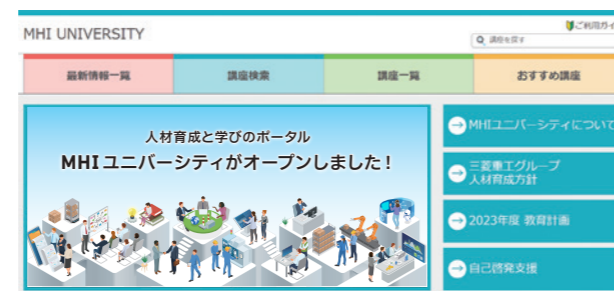 MHI UNIVERSITY
ご利用ガイ
講座を探す
最新情報一覧
講座検索
講座一覧
おすすめ講座
人材育成と学びのポータル
MHIユニバーシティがオープンしました！
MHIユニバーシティについて
三菱重工グループ
人材育成方針
2023年度 教育計画
自己啓発支援